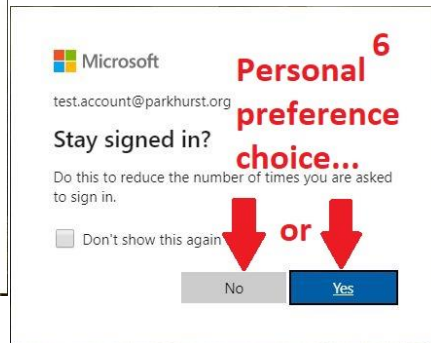 6
Microsoft
Personal
test.account@parkhurst.org
preference
Stay signed in?
choice...
Do this to reduce the number of times you are asked
to sign in.
Don't show this again
or
No
Yes